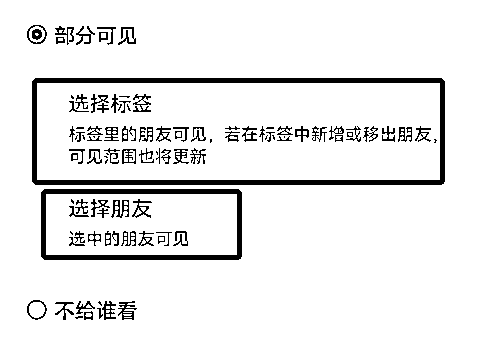 部分可见
选择标签
标签里的朋友可见，若在标签中新增或移出朋友，
可见范围也将更新
选择朋友
选中的朋友可见
不给谁看